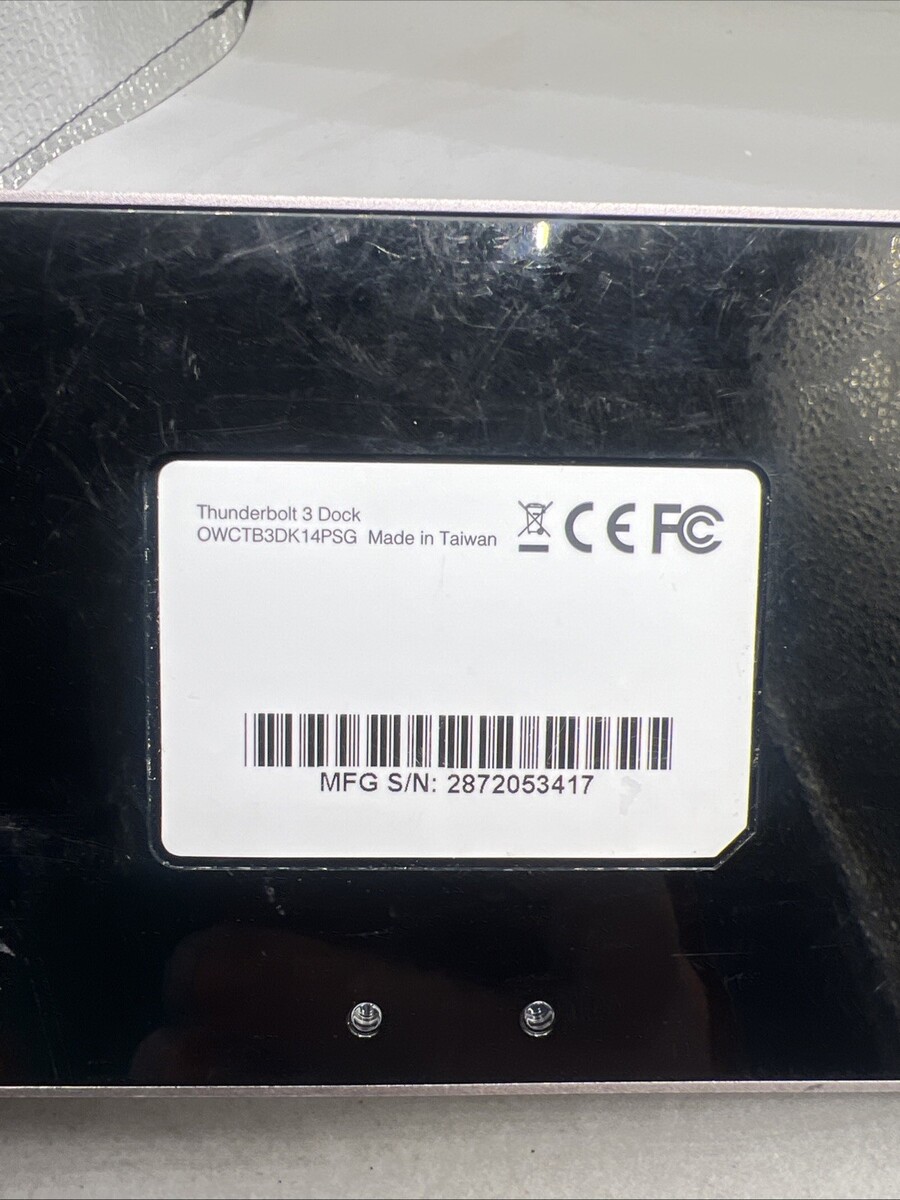 Thunderbolt 3 Dock
OWCTB3DK14PSG Made in Taiwan
CE FC
MFG S/N: 2872053417